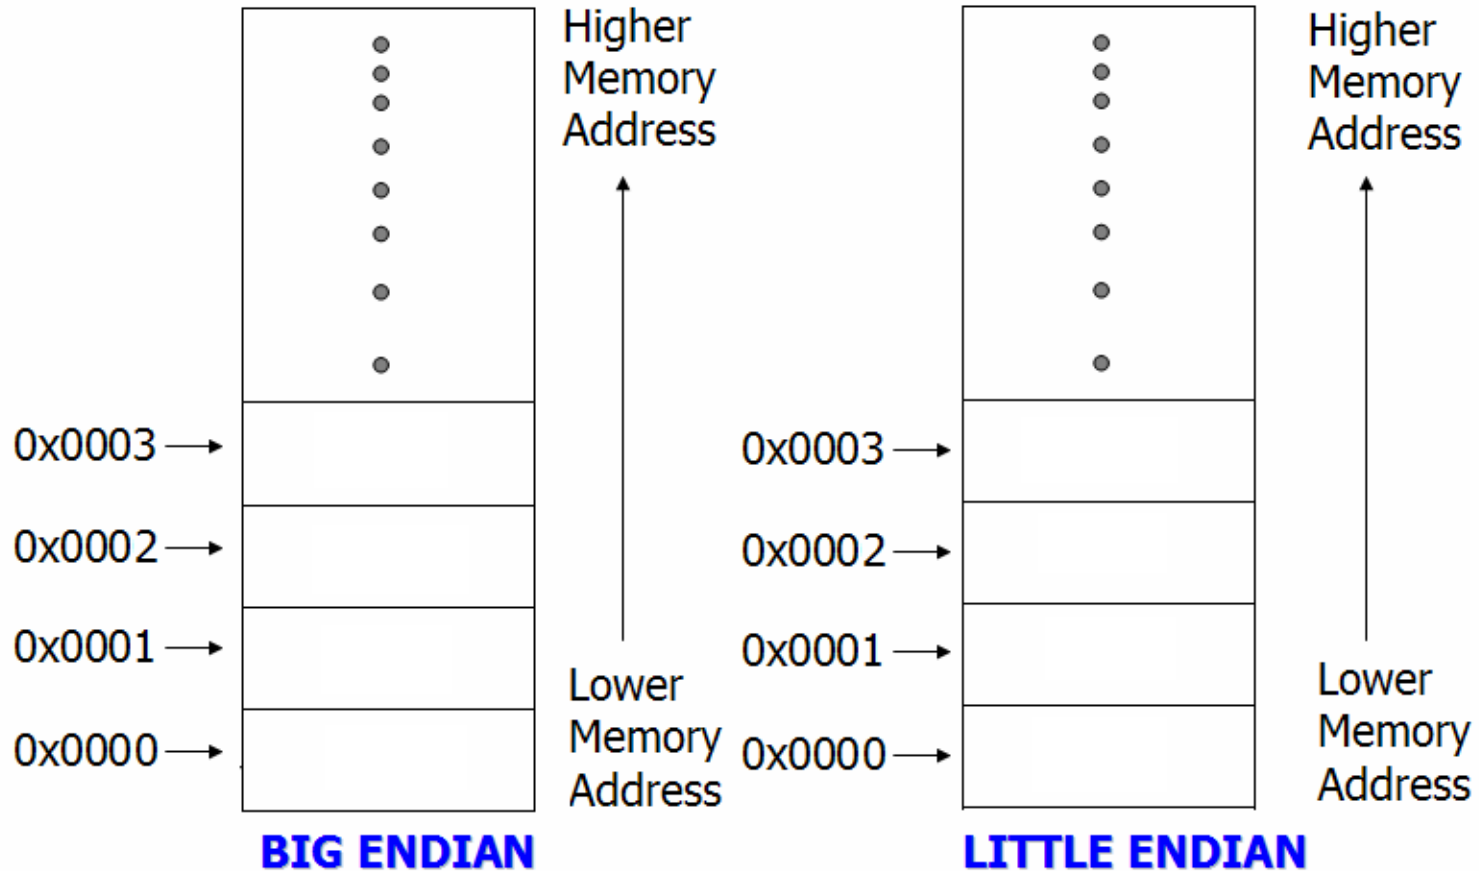 Higher
Memory
Address
0x0003
0x0002
0x0001
0x0000
Lower
Memory
Address
BIG ENDIAN
Higher
Memory
Address
0x0003
0x0002
0x0001
0x0000
Lower
Memory
Address
LITTLE ENDIAN